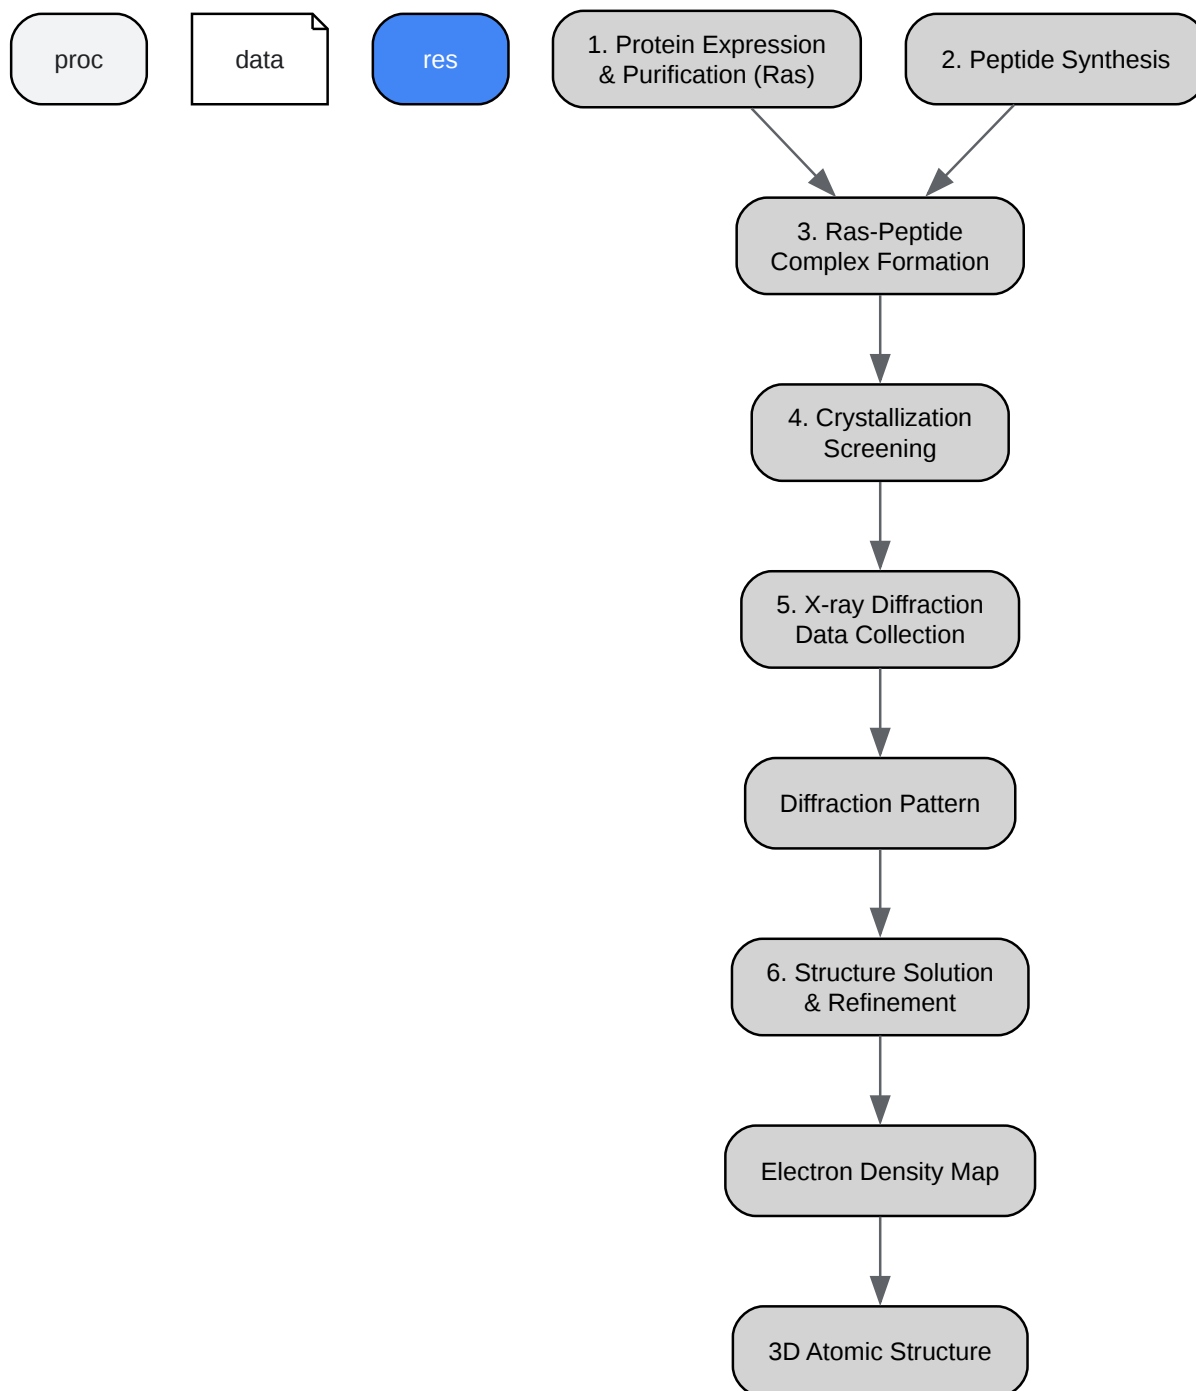 proc
data
res
1. Protein Expression
& Purification (Ras)
2. Peptide Synthesis
3. Ras-Peptide
Complex Formation
4. Crystallization
Screening
5. X-ray Diffraction
Data Collection
Diffraction Pattern
6. Structure Solution
& Refinement
Electron Density Map
3D Atomic Structure